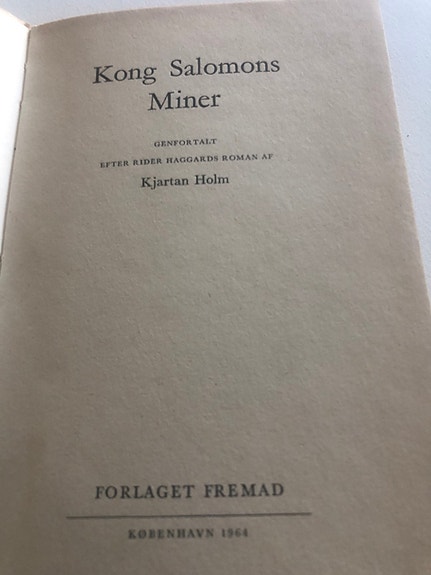 Kong Salomons
Miner
GENFORTALT
EFTER RIDER HAGGARDS ROMAN AF
Kjartan Holm
FORLAGET FREMAD
KØBENHAVN 1964